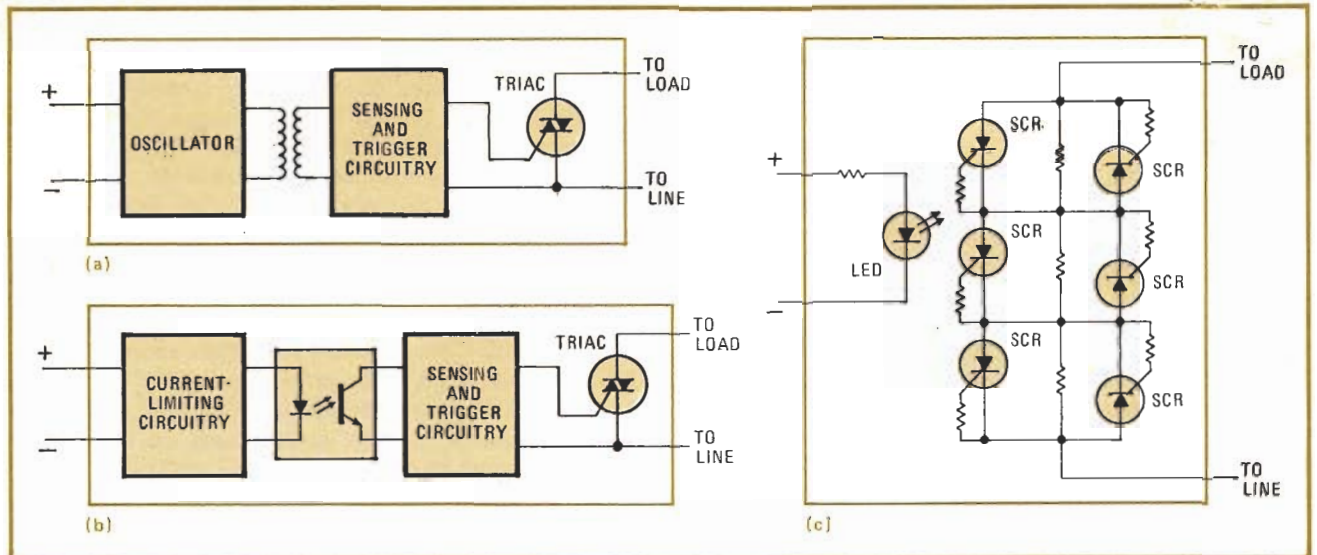 +
-
OSCILLATOR
SENSING
AND
TRIGGER
CIRCUITRY
TRIAC
TO
LOAD
TO
LINE
(a)
+
-
CURRENT-
LIMITING
CIRCUITRY
SENSING
AND
TRIGGER
CIRCUITRY
TRIAC
TO
LOAD
TO
LINE
(b)
+
-
LED
SCR
SCR
SCR
SCR
SCR
SCR
TO
LOAD
TO
LINE
(c)